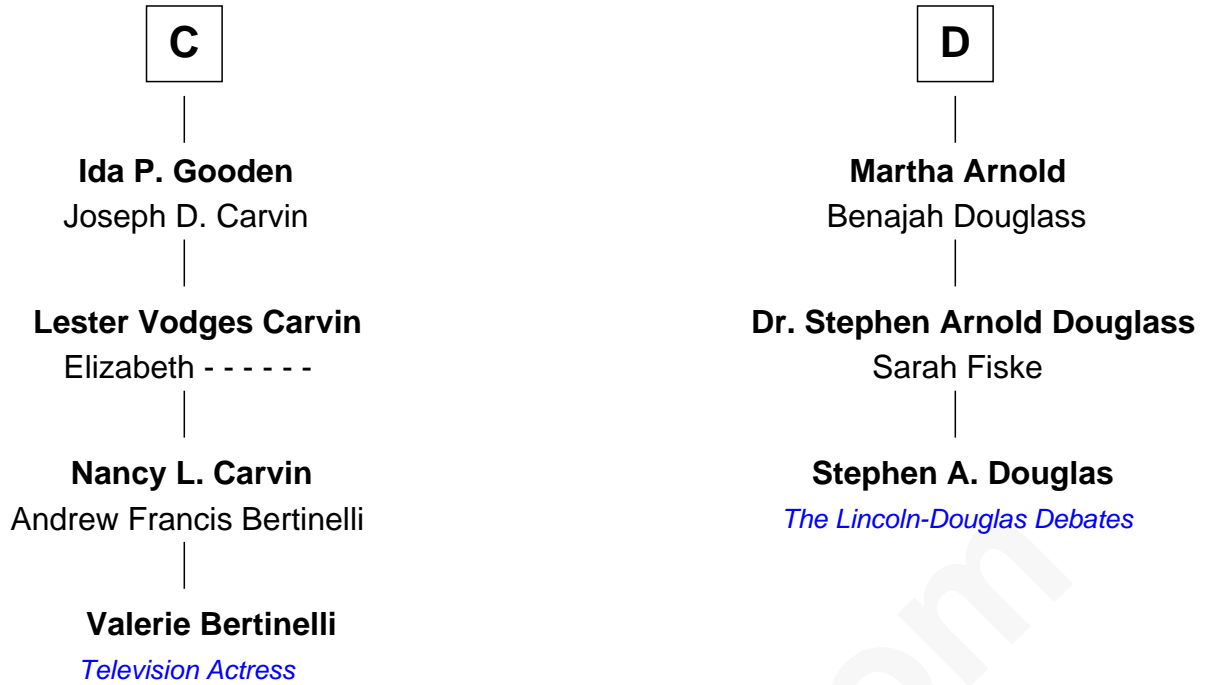 C
Ida P. Gooden
Joseph D. Carvin
Lester Vodges Carvin
Elizabeth - - - - - -
Nancy L. Carvin
Andrew Francis Bertinelli
Valerie Bertinelli
Television Actress
D
Martha Arnold
Benajah Douglass
Dr. Stephen Arnold Douglass
Sarah Fiske
Stephen A. Douglas
The Lincoln-Douglas Debates
om